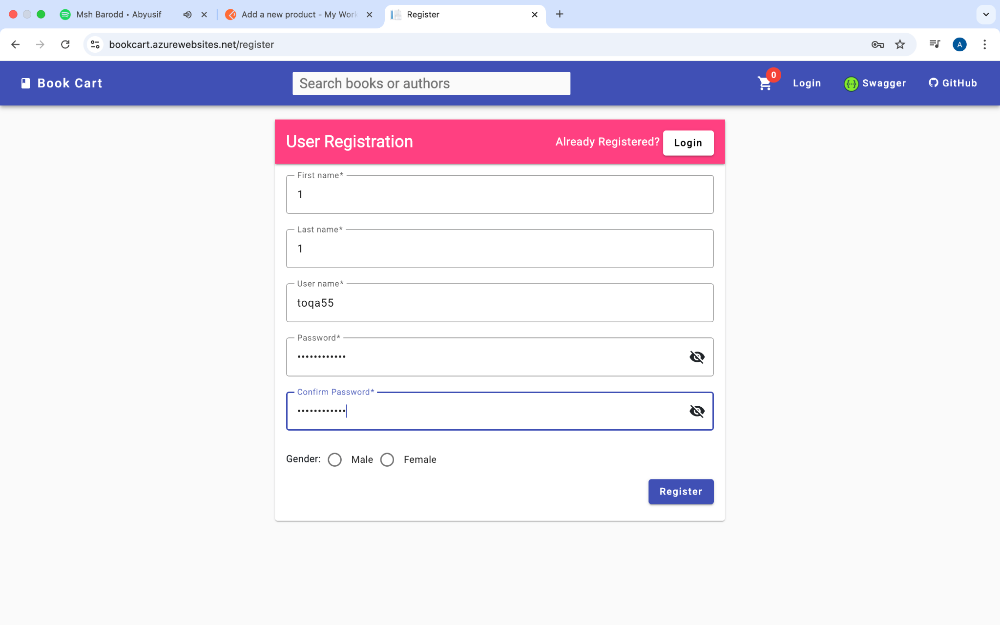 Msh Barodd • Abyusif
Add a new product - My Work
Register
bookcart.azurewebsites.net/register
A
Book Cart
Search books or authors
0
Login
Swagger
GitHub
User Registration
Already Registered?
Login
First name*
1
Last name*
1
User name*
toqa55
Password*
••••••••••••
Confirm Password*
••••••••••••
Gender:
Male
Female
Register